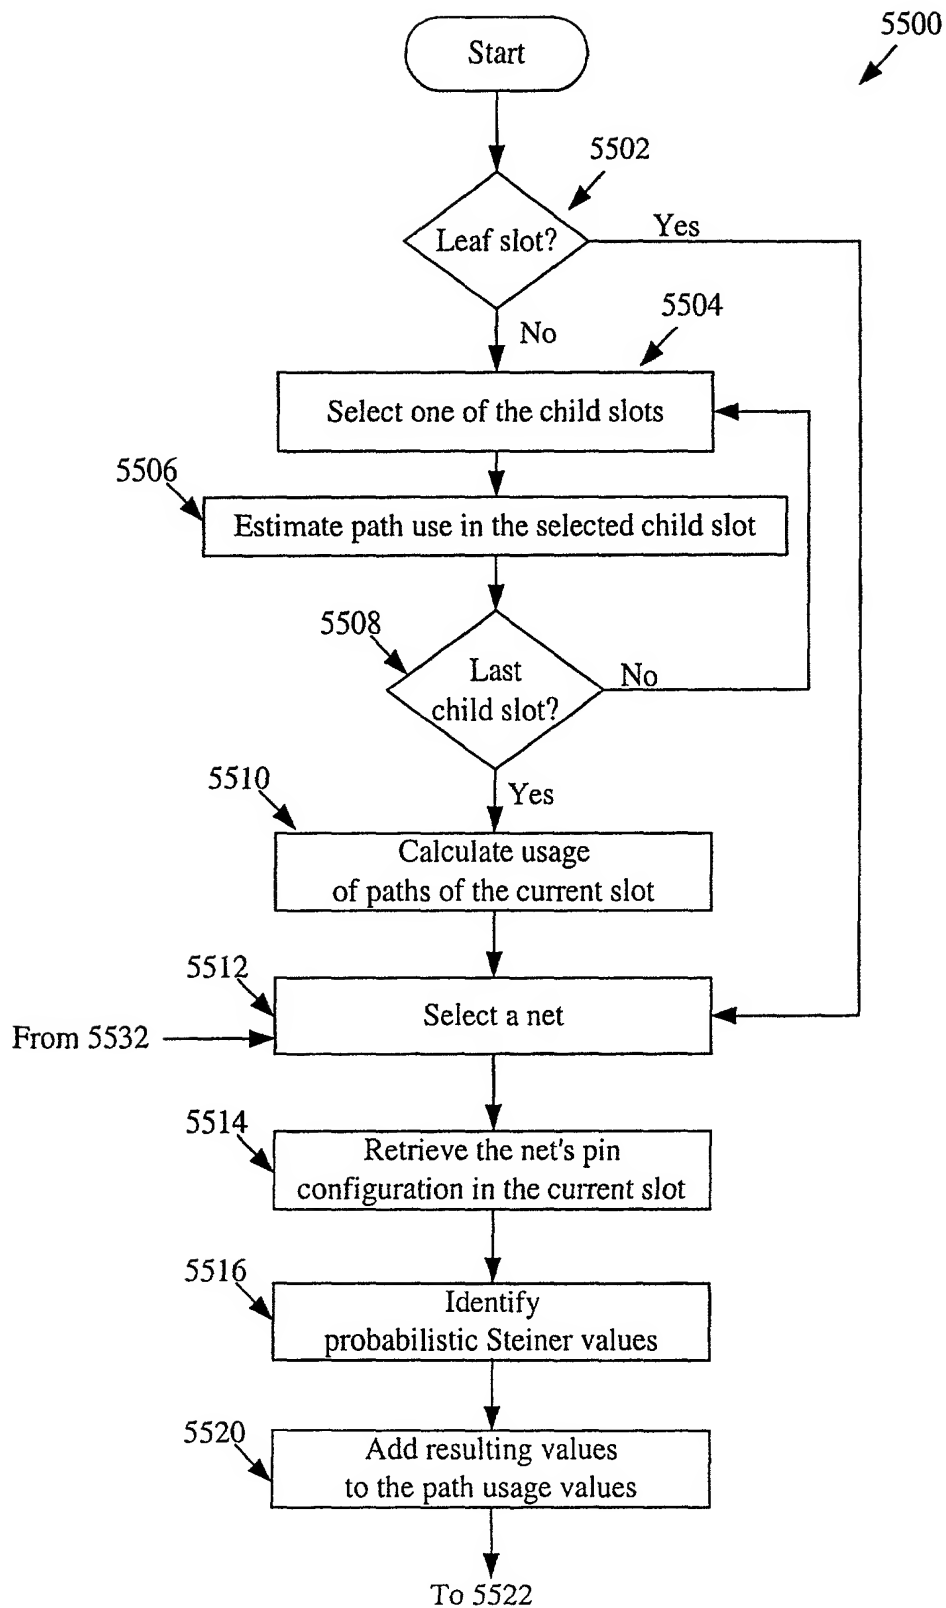 5500
Start
5502
Leaf slot?
Yes
No
5504
Select one of the child slots
5506
Estimate path use in the selected child slot
5508
Last
child slot?
No
Yes
5510
Calculate usage
of paths of the current slot
5512
Select a net
From 5532
5514
Retrieve the net's pin
configuration in the current slot
5516
Identify
probabilistic Steiner values
5520
Add resulting values
to the path usage values
To 5522